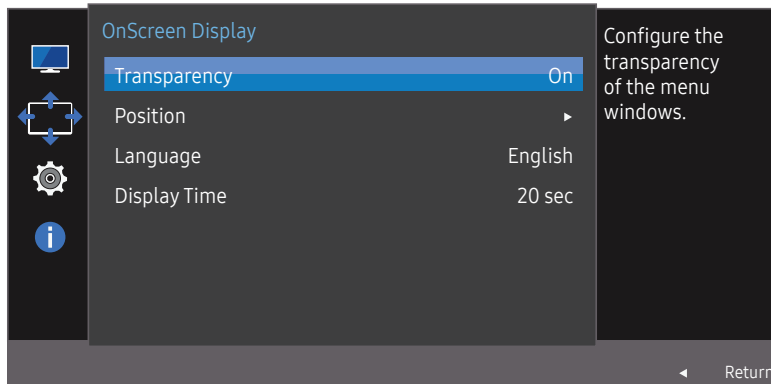 OnScreen Display
Transparency On
Position ▸
Language English
Display Time 20 sec
Configure the
transparency
of the menu
windows.
i
◂ Return